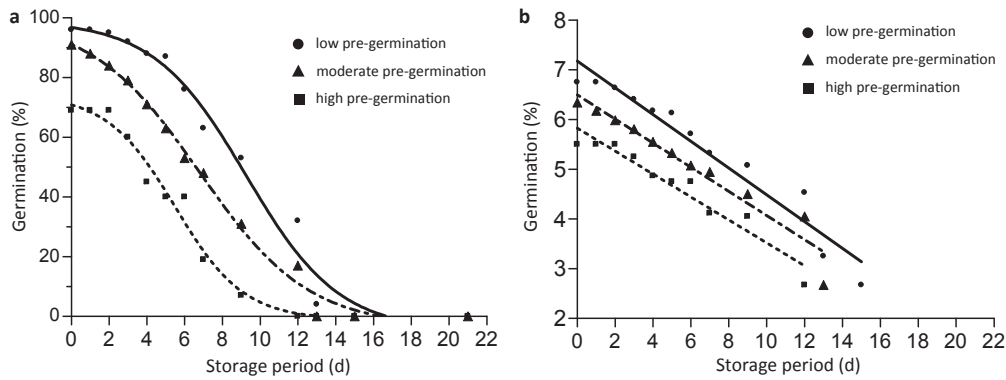 a
100
80
60
40
20
0
Germination (%)
low pre-germination
moderate pre-germination
high pre-germination
0 2 4 6 8 10 12 14 16 18 20 22
Storage period (d)
b
8
7
6
5
4
3
2
Germination (%)
low pre-germination
moderate pre-germination
high pre-germination
0 2 4 6 8 10 12 14 16 18 20 22
Storage period (d)